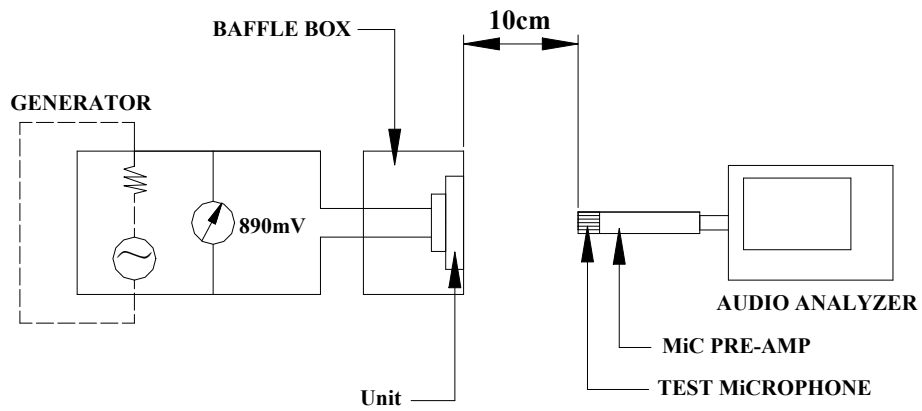 10cm
BAFFLE BOX
GENERATOR
890mV
AUDIO ANALYZER
MiC PRE-AMP
TEST MiCROPHONE
Unit